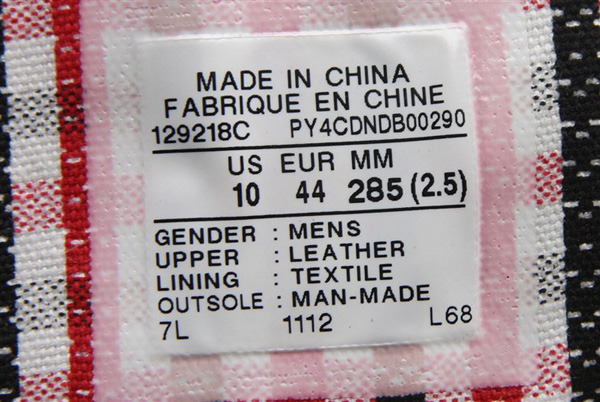 MADE IN CHINA
FABRIQUE EN CHINE
129218C PY4CDNDB00290
US EUR MM
10 44 285 (2.5)
GENDER : MENS
UPPER : LEATHER
LINING : TEXTILE
OUTSOLE : MAN-MADE
7L 1112 L68